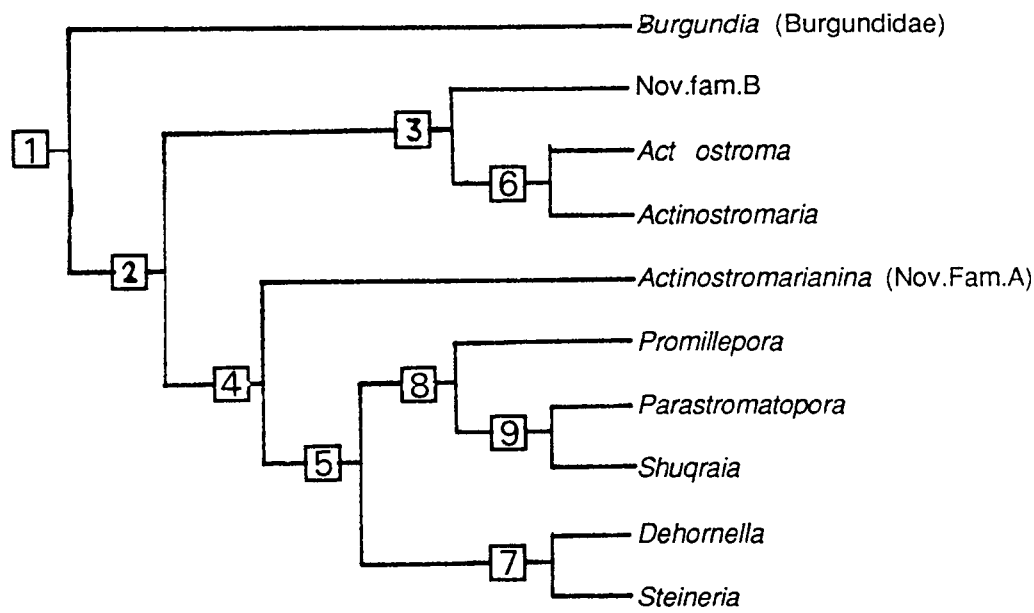 Burgundia (Burgundidae)
Nov.fam.B
1
3
Act ostroma
6
Actinostromaria
2
Actinostromarianina (Nov.Fam.A)
Promillepora
4
8
Parastromatopora
9
5
Shuqraia
Dehornella
7
Steineria